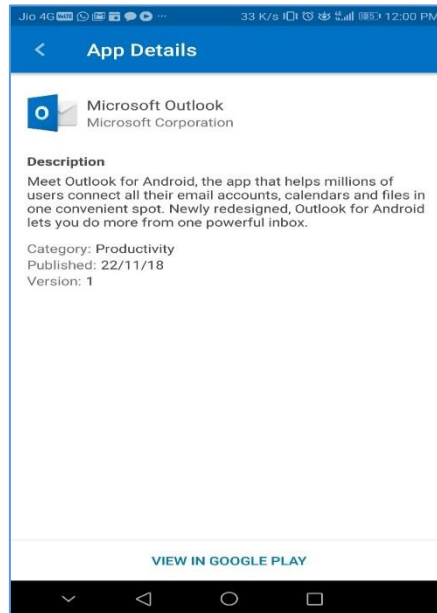 Jio 4G ... 33 K/s 12:00 PM
App Details
Microsoft Outlook
Microsoft Corporation
Description
Meet Outlook for Android, the app that helps millions of
users connect all their email accounts, calendars and files in
one convenient spot. Newly redesigned, Outlook for Android
lets you do more from one powerful inbox.
Category: Productivity
Published: 22/11/18
Version: 1
VIEW IN GOOGLE PLAY